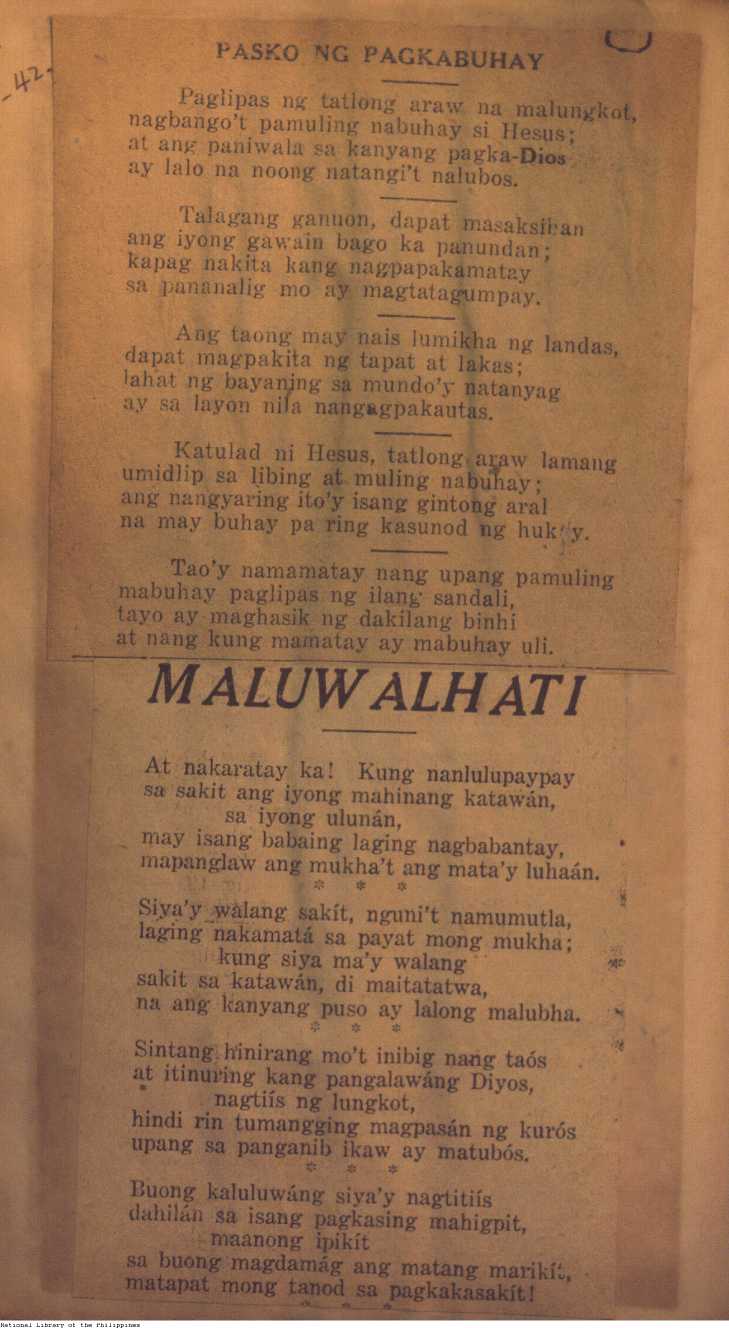 -42.
PASKO NG PAGKABUHAY
Paglipas ng tatlong araw na malungkot,
nagbango't pamuling nabuhay si Hesus;
at ang paniwala sa kanyang pagka-Dios
ay lalo na noong natangi't nalubos.
Talagang ganuon, dapat masaksihan
ang iyong gawain bago ka panundan;
kapag nakita kang nagpapakamatay
sa pananalig mo ay magtatagumpay.
Ang taong may nais lumikha ng landas,
dapat magpakita ng tapat at lakas;
lahat ng bayaning sa mundo'y natanyag
ay sa layon nila nangagpakautas.
Katulad ni Hesus, tatlong araw lamang
umidlip sa libing at muling nabuhay;
ang nangyaring ito'y isang gintong aral
na may buhay pa ring kasunod ng hukay.
Tao'y namamatay nang upang pamuling
mabuhay paglipas ng ilang sandali,
tayo ay maghasik ng dakilang binhi
at nang kung mamatay ay mabuhay uli.
MALUWALHATI
At nakaratay ka! Kung nanlulupaypay
sa sakit ang iyong mahinang katawán,
sa iyong ulunán,
may isang babaing laging nagbabantay,
mapanglaw ang mukha't ang mata'y luhaán.
* * *
Siya'y walang sakít, nguni't namumutla,
laging nakamatá sa payat mong mukha;
kung siya ma'y walang
sakit sa katawán, di maitatatwa,
na ang kanyang puso ay lalong malubha.
* * *
Sintang hinirang mo't inibig nang taós
at itinuring kang pangalawáng Diyos,
nagtiís ng lungkot,
hindi rin tumangging magpasán ng kurós
upang sa panganib ikaw ay matubós.
* * *
Buong kaluluwáng siya'y nagtitiís
dahilán sa isang pagkasing mahigpit,
maanong ipikít
sa buong magdamág ang matang marikít,
matapat mong tanod sa pagkakasakít!
* * *
National Library of the Philippines